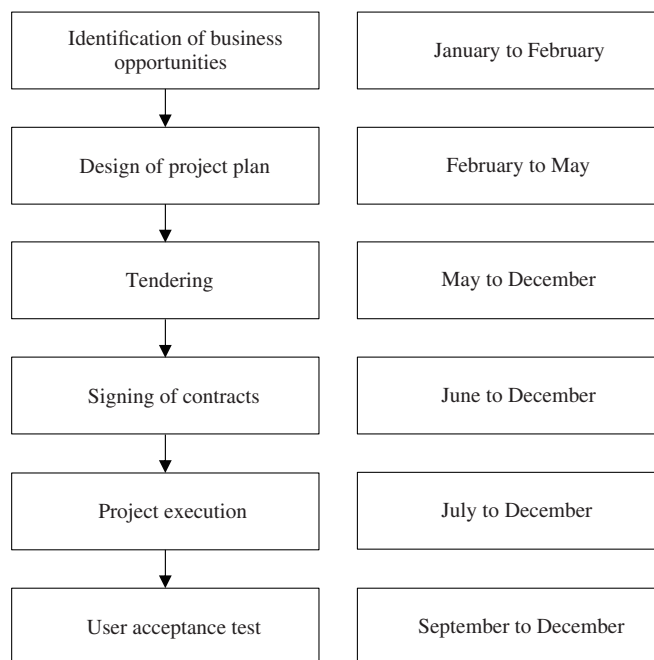 Identification of business
opportunities
January to February
Design of project plan
February to May
Tendering
May to December
Signing of contracts
June to December
Project execution
July to December
User acceptance test
September to December